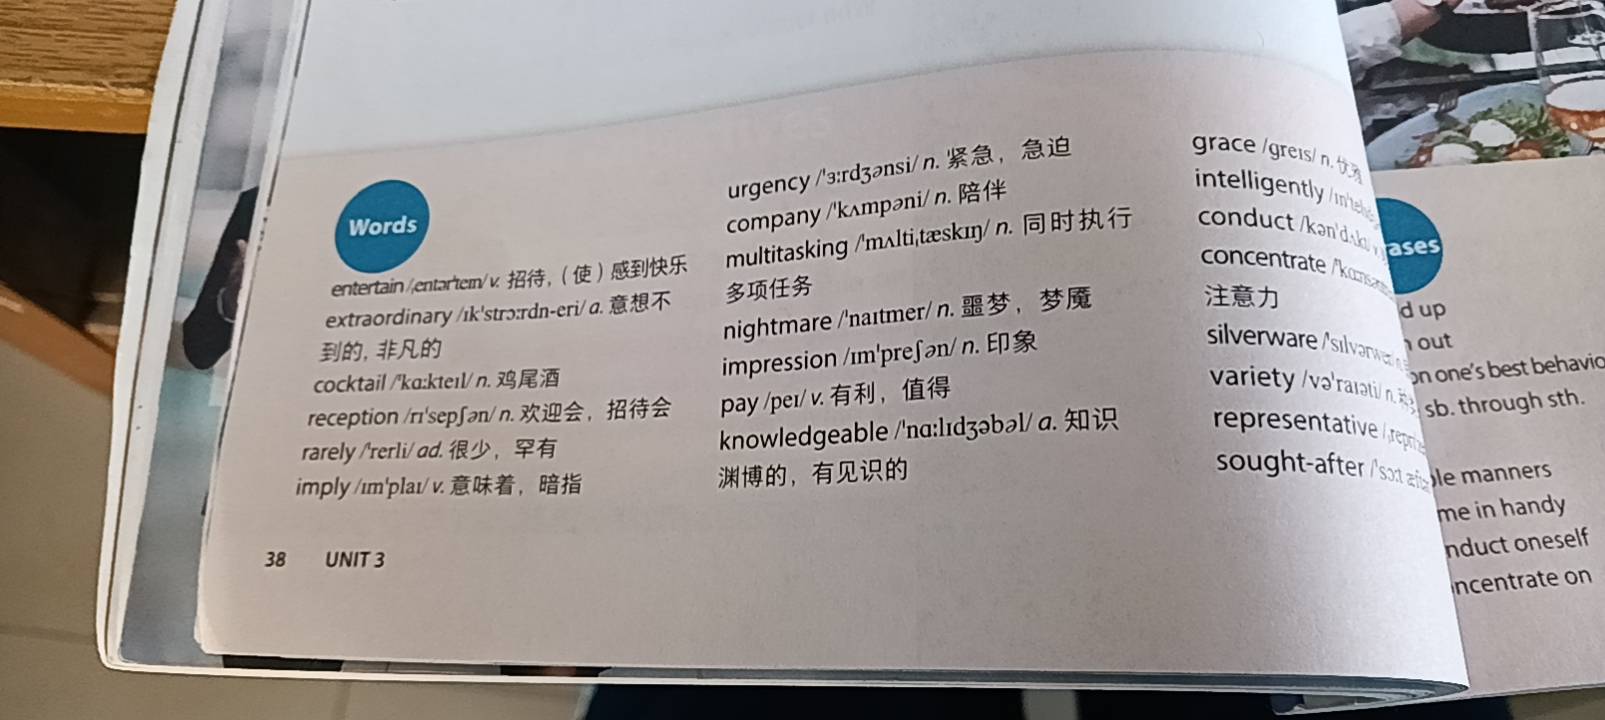 Words
entertain /ˌentərˈteɪn/ v. 招待，（使）感到快乐
extraordinary /ɪkˈstrɔːrdn-eri/ a. 意想不
到的, 非凡的
cocktail /ˈkɑːkteɪl/ n. 鸡尾酒
reception /rɪˈsepʃən/ n. 欢迎会，招待会
rarely /ˈrerli/ ad. 很少，罕有
imply /ɪmˈplaɪ/ v. 意味着，暗指
urgency /ˈɜːrdʒənsi/ n. 紧急，急迫
company /ˈkʌmpəni/ n. 陪伴
multitasking /ˈmʌltiˌtæskɪŋ/ n. 同时执行
多项任务
nightmare /ˈnaɪtmer/ n. 噩梦，梦魇
impression /ɪmˈpreʃən/ n. 印象
pay /peɪ/ v. 有利，值得
knowledgeable /ˈnɑːlɪdʒəbəl/ a. 知识
渊博的，有见识的
grace /greɪs/ n. 优雅
intelligently
conduct
concentrate
注意力
silverware
variety /vəˈraɪəti/ n.
representative
sought-after
38 UNIT 3
ases
d up
out
on one's best behavio
sb. through sth.
le manners
me in handy
nduct oneself
ncentrate on